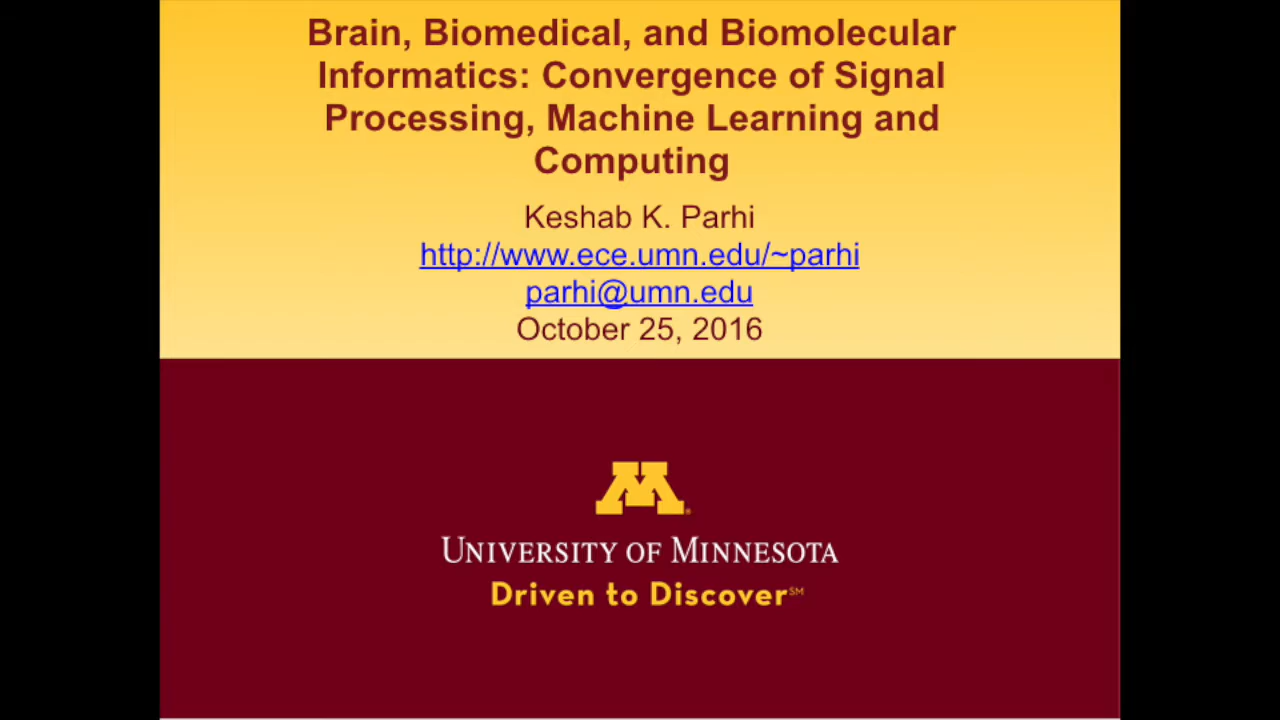 Brain, Biomedical, and Biomolecular
Informatics: Convergence of Signal
Processing, Machine Learning and
Computing
Keshab K. Parhi
http://www.ece.umn.edu/~parhi
parhi@umn.edu
October 25, 2016
M®
UNIVERSITY OF MINNESOTA
Driven to Discover℠